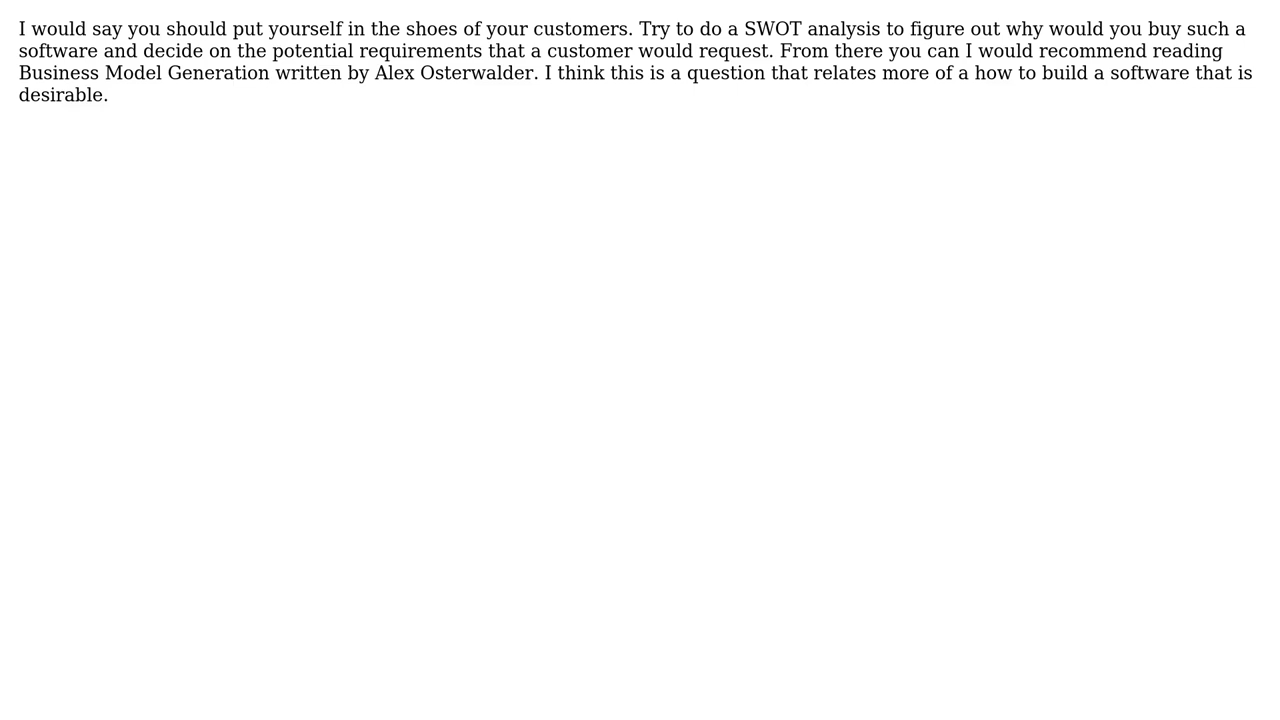 I would say you should put yourself in the shoes of your customers. Try to do a SWOT analysis to figure out why would you buy such a
software and decide on the potential requirements that a customer would request. From there you can I would recommend reading
Business Model Generation written by Alex Osterwalder. I think this is a question that relates more of a how to build a software that is
desirable.